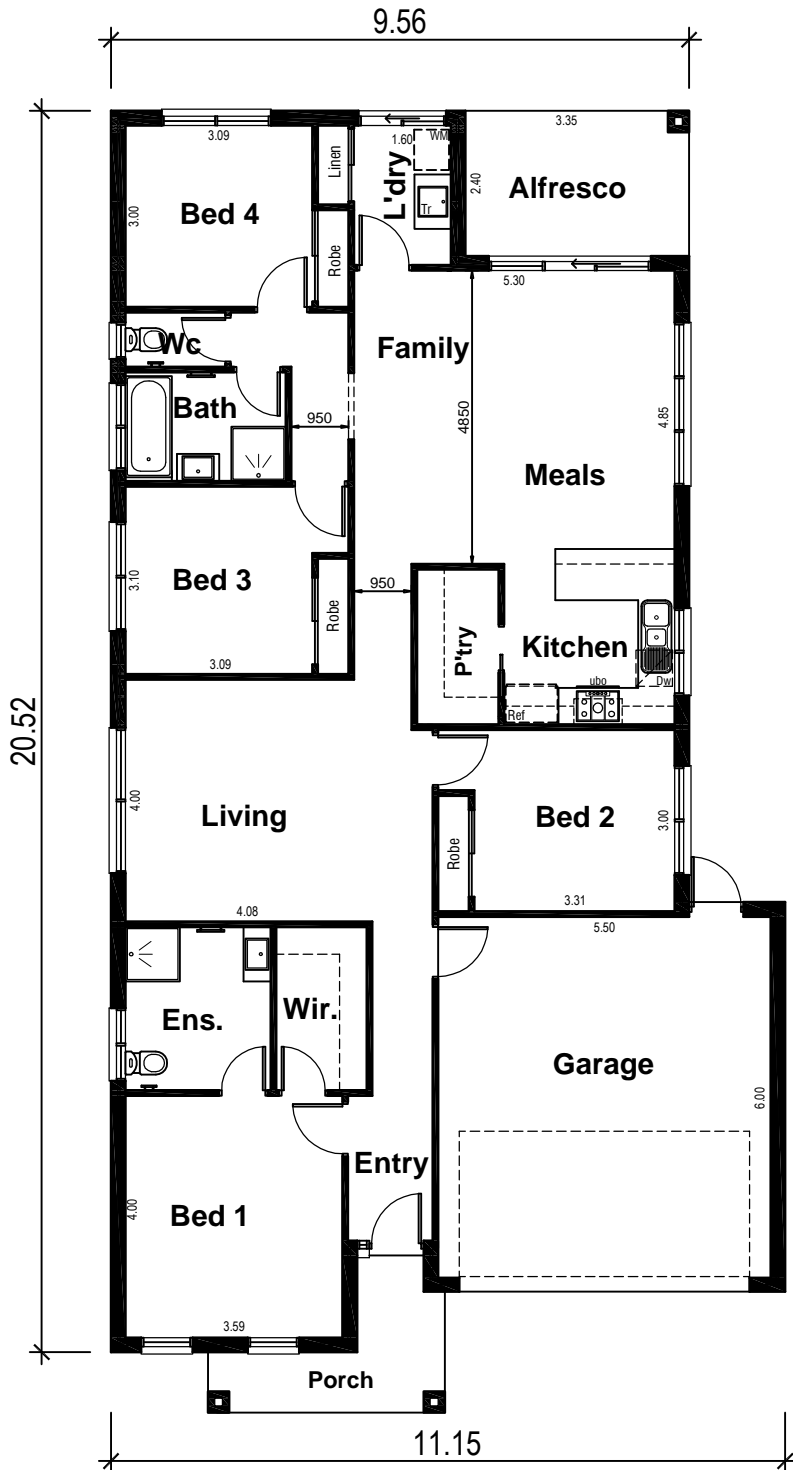 9.56
3.09
1.60
WM
3.35
Linen
L'dry
2.40
Alfresco
Bed 4
3.00
Tr
Robe
5.30
Wc
Family
Bath
950
4850
4.85
Meals
Bed 3
3.10
950
Robe
P'try
Kitchen
3.09
ubo
Dw
Ref
20.52
4.00
Living
Bed 2
3.00
Robe
3.31
4.08
5.50
Ens.
Wir.
Garage
6.00
Entry
4.00
Bed 1
3.59
Porch
11.15